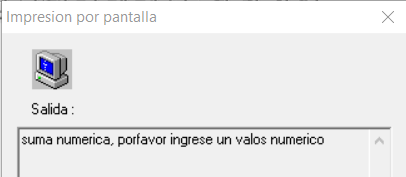 Impresion por pantalla
Salida :
suma numerica, porfavor ingrese un valos numerico